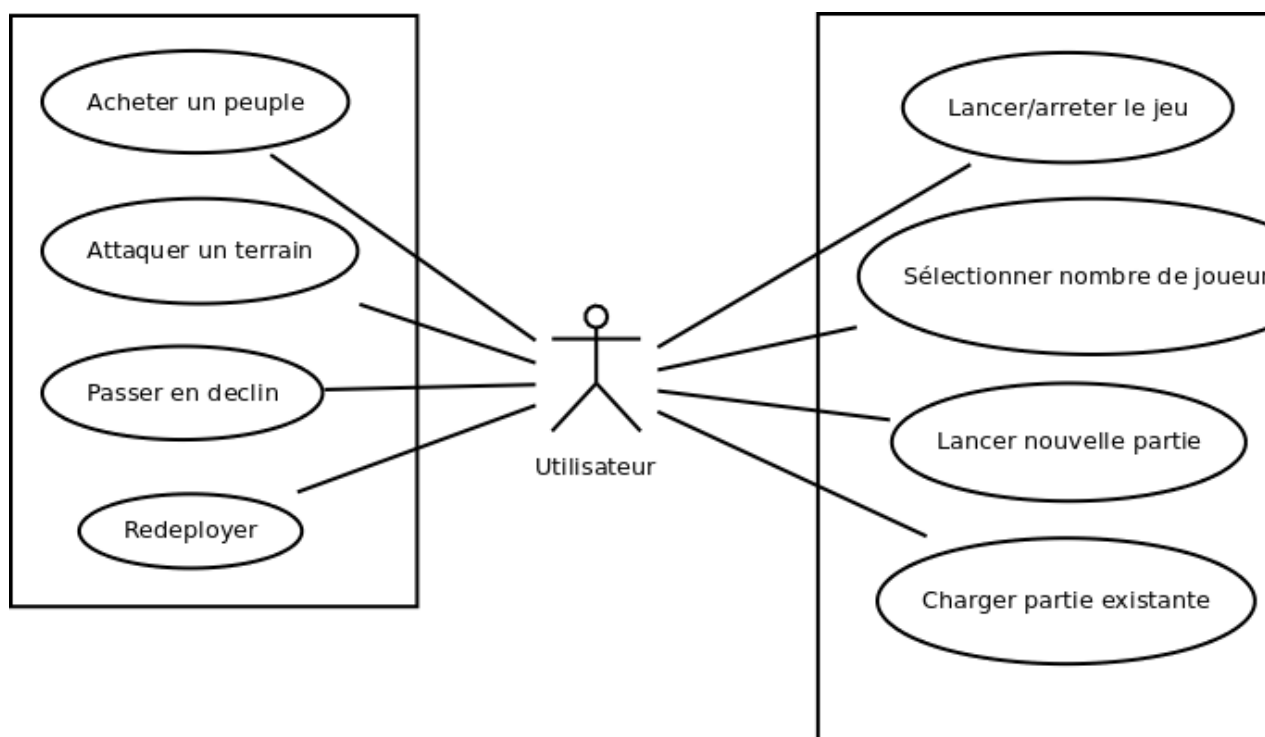 Acheter un peuple
Attaquer un terrain
Passer en declin
Redeployer
Utilisateur
Lancer/arreter le jeu
Sélectionner nombre de joueur
Lancer nouvelle partie
Charger partie existante